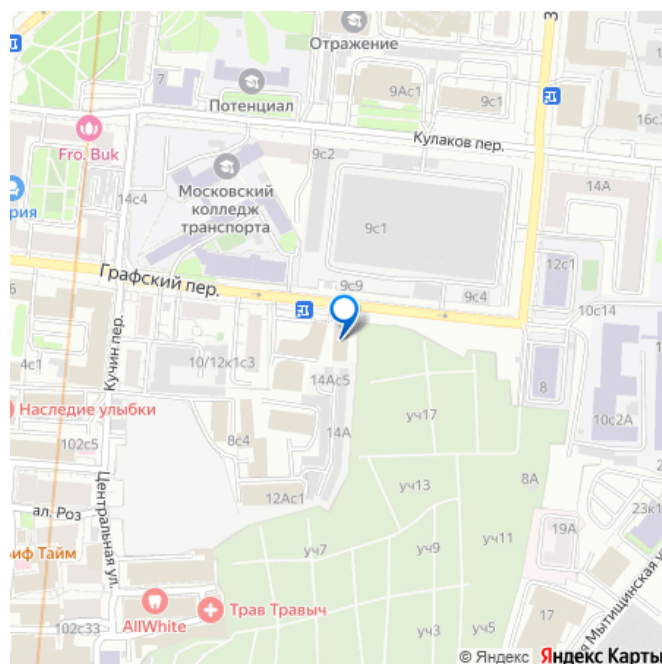 Отражение
З
7
Потенциал
9Ас1
9с1
16с3
Кулаков пер.
Fro. Buk
9с2
Московский
колледж
транспорта
14А
рия
14с4
9с1
12с1
Графский пер.
9с9
9с4
10с14
6
Кучин пер.
4с1
10/12к1с3
14Ас5
8
Наследие улыбки
уч17
10с2А
14А
102с5
8с4
Центральная ул.
уч13
8А
12Ас1
23к1
ал. Роз
19А
иф Тайм
уч7
уч9
уч11
AllWhite
Трав Травыч
17
102с33
уч3
уч5
я Мытищинская у
© Яндекс Яндекс Карты